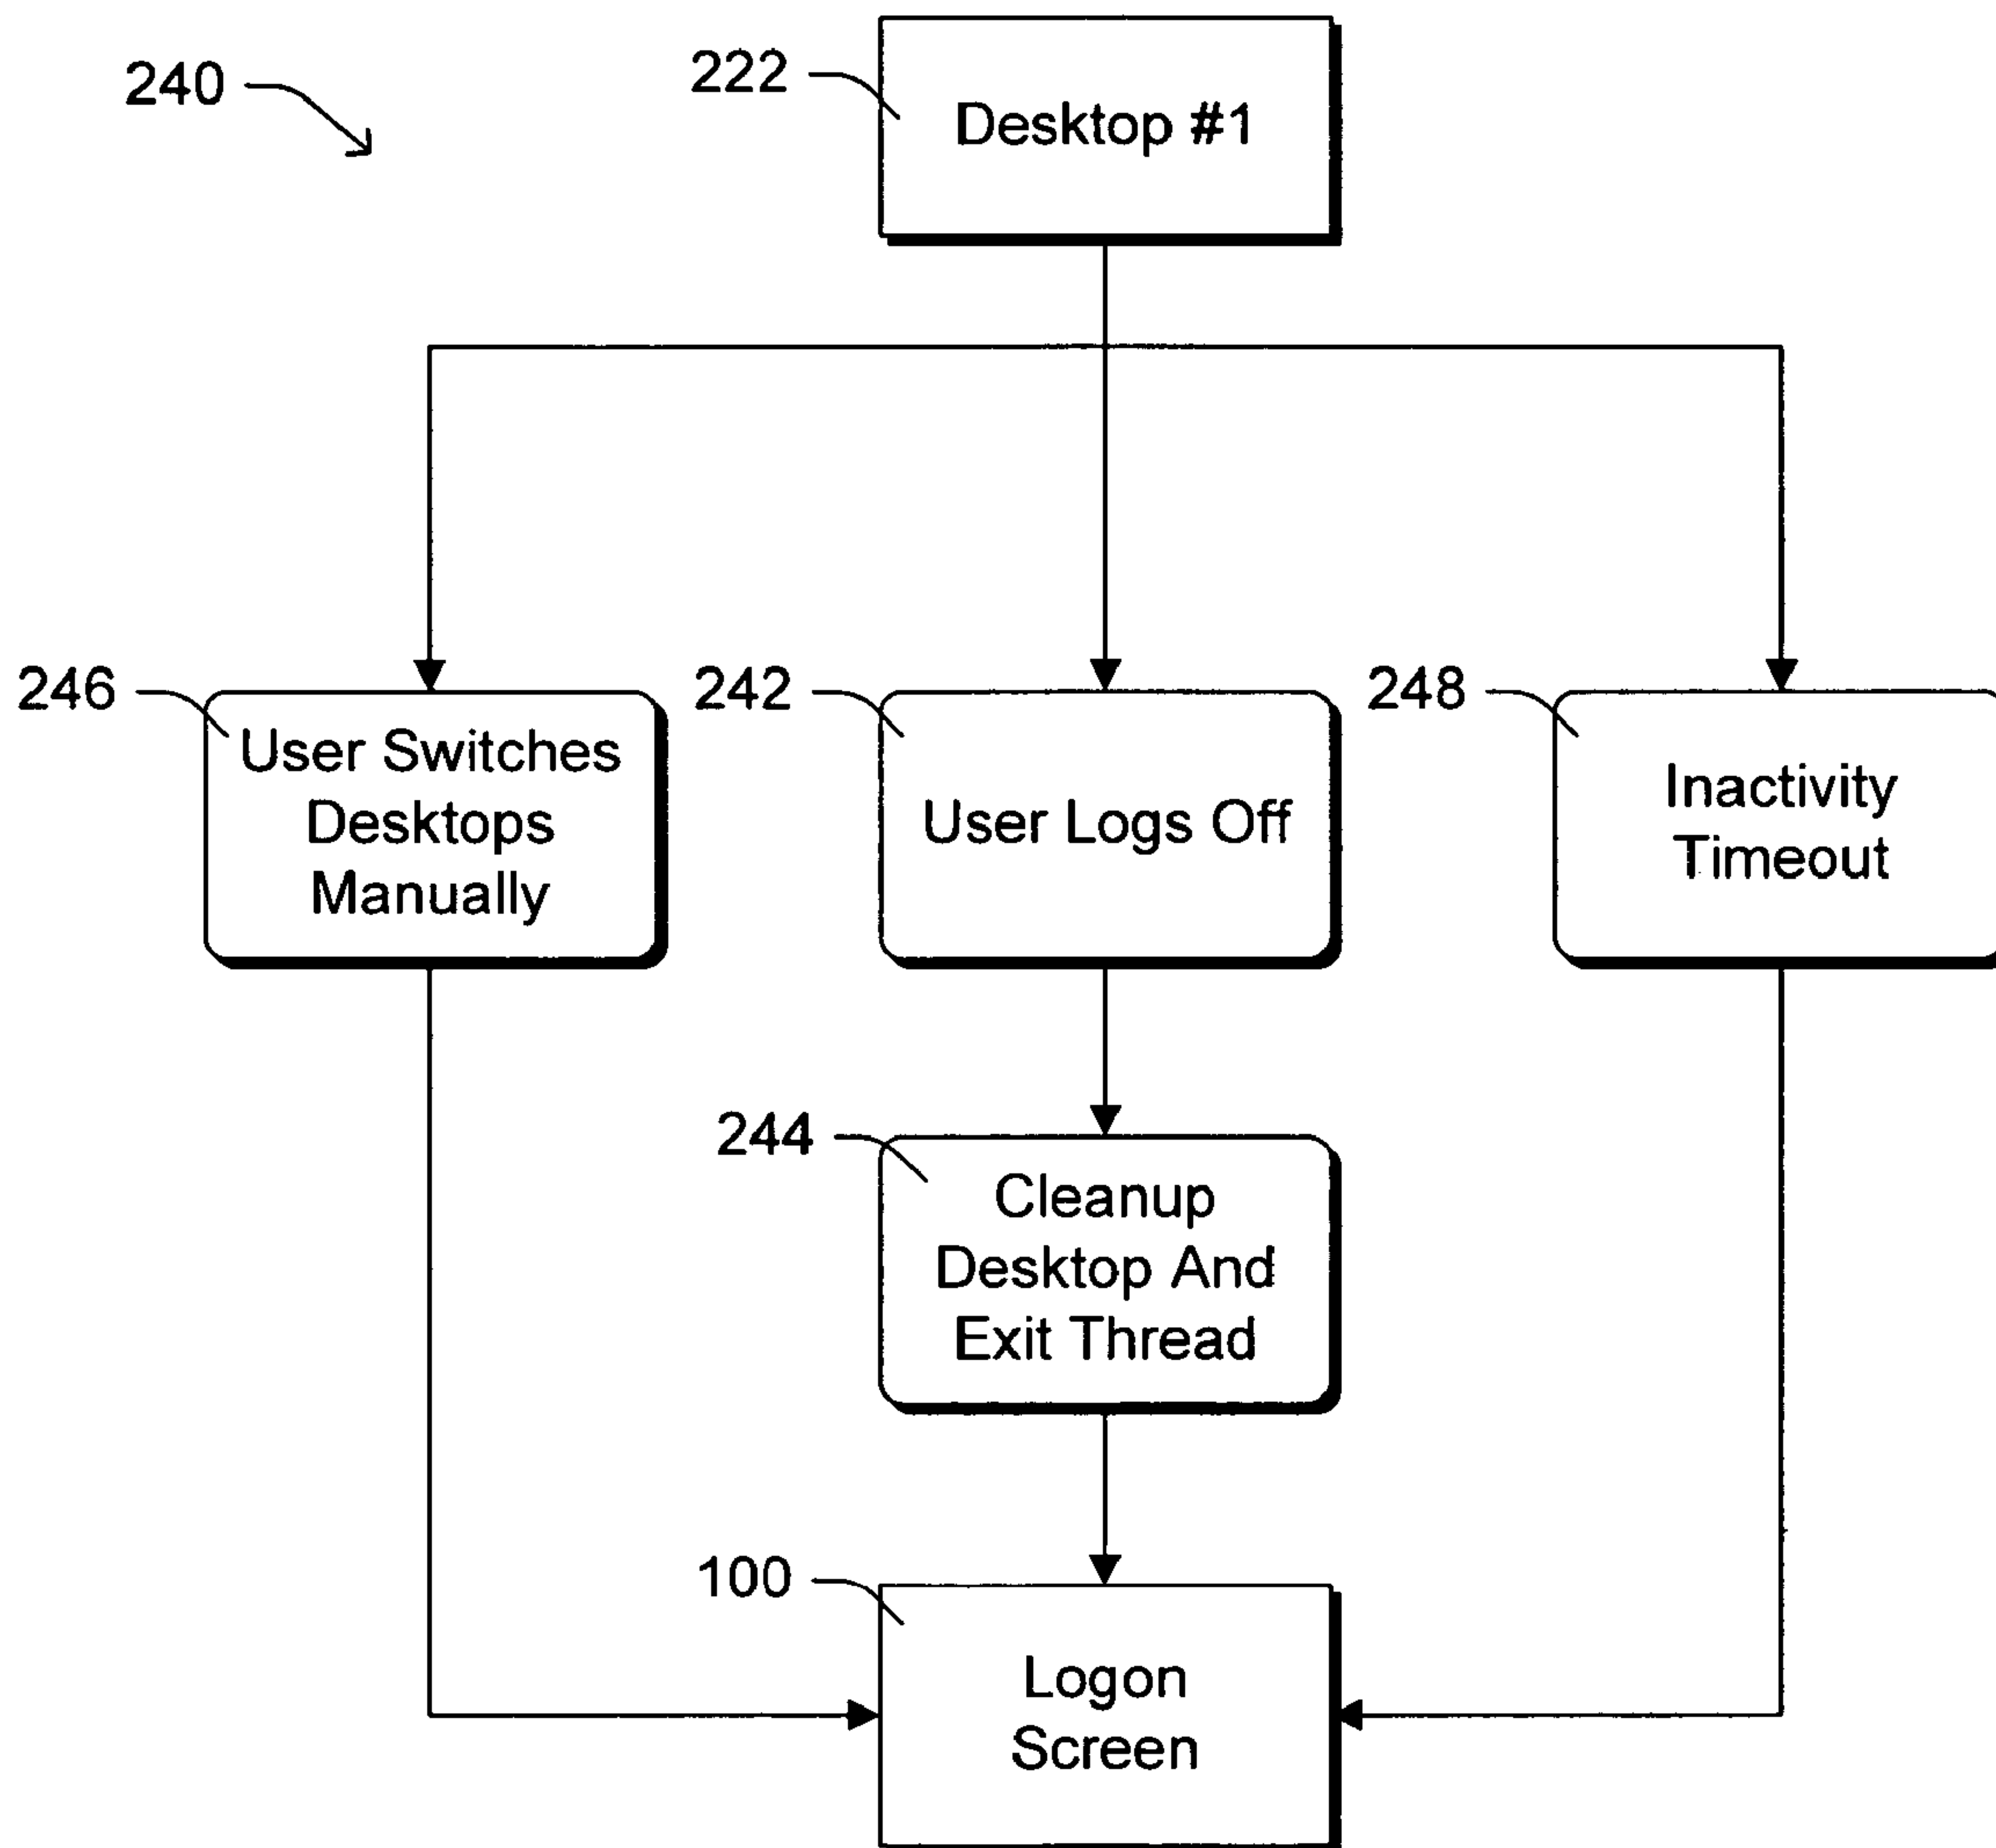 240
222
Desktop #1
246
User Switches
Desktops
Manually
242
User Logs Off
248
Inactivity
Timeout
244
Cleanup
Desktop And
Exit Thread
100
Logon
Screen